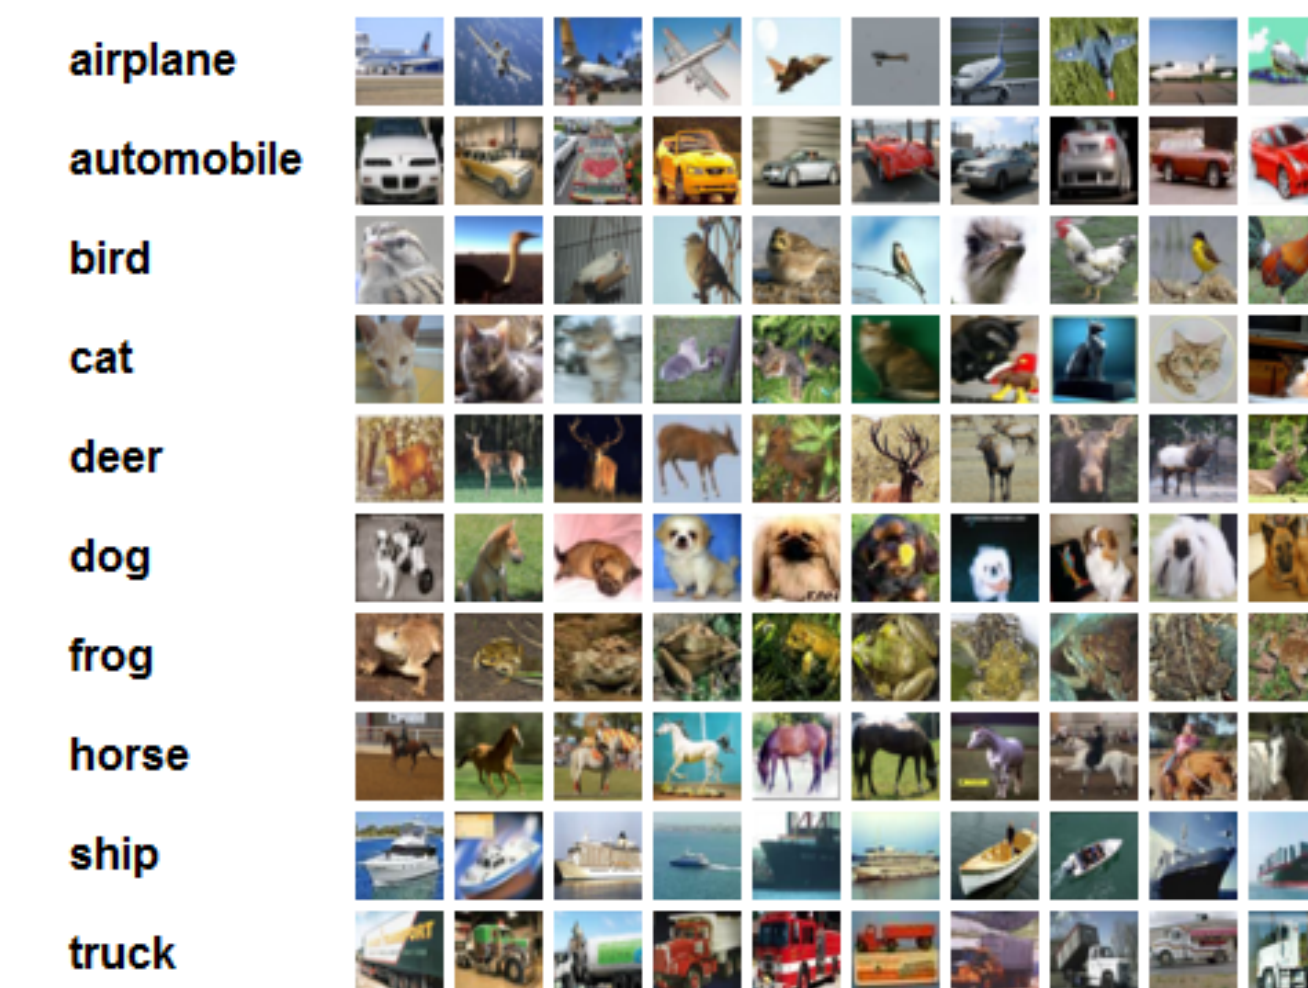 airplane
automobile
bird
cat
deer
dog
frog
horse
ship
truck